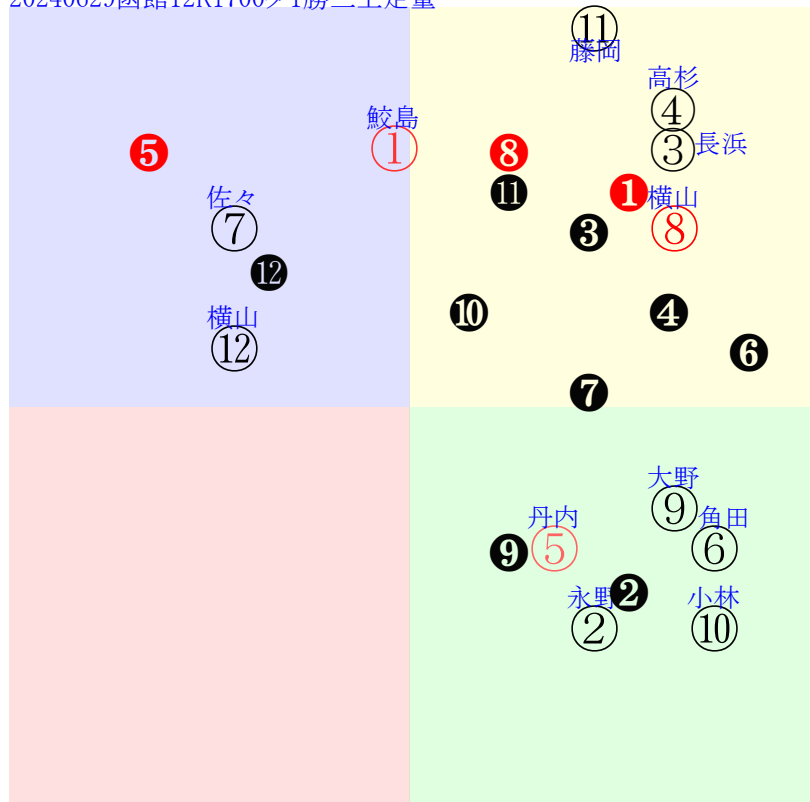 20240629函館12R1700ダ1勝三上定量
⑪
藤岡
高杉
④
鮫島
①
❺
❽
③
長浜
⓫
❶
横山
佐々
⑦
❸
⑧
⓬
横山
⑫
❿
❹
❻
❼
大野
⑨
丹内
角田
❾
⑤
⑥
永野
❷
小林
②
⑩